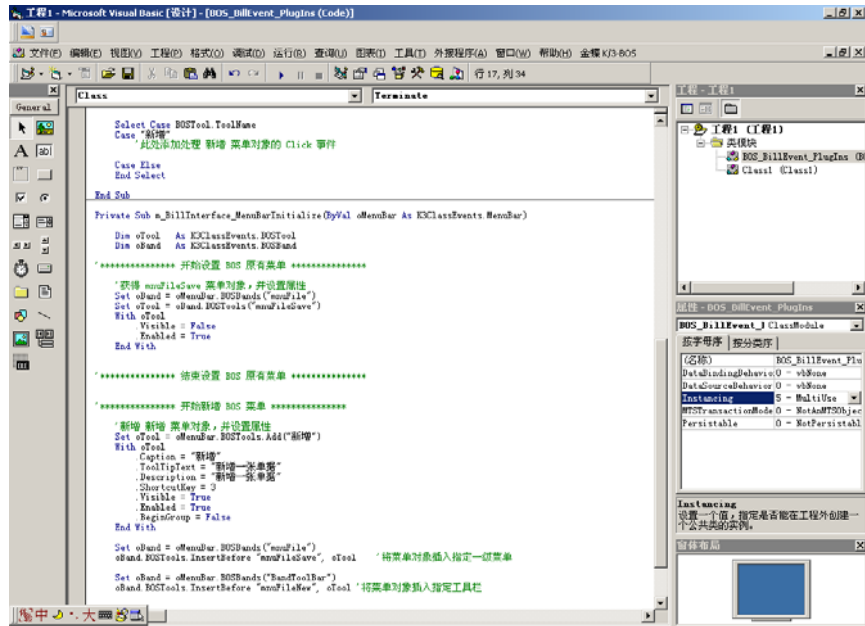 工程1 - Microsoft Visual Basic [设计] - [BOS_BillEvent_PlugIns (Code)]
文件(F) 编辑(E) 视图(V) 工程(P) 格式(O) 调试(D) 运行(R) 查询(U) 图表(I) 工具(T) 外接程序(A) 窗口(W) 帮助(H) 金蝶 K/3-BOS
行 17, 列 34
General
Class
Terminate
Select Case BOSTool.ToolName
Case "新增"
'此处添加处理 新增 菜单对象的 Click 事件
Case Else
End Select
End Sub
Private Sub m_BillInterface_MenuBarInitialize(ByVal oMenuBar As K3ClassEvents.MenuBar)
Dim oTool As K3ClassEvents.BOSTool
Dim oBand As K3ClassEvents.BOSBand
'*************** 开始设置 BOS 原有菜单 ***************
'获得 mnuFileSave 菜单对象，并设置属性
Set oBand = oMenuBar.BOSBands("mnuFile")
Set oTool = oBand.BOSTools("mnuFileSave")
With oTool
.Visible = False
.Enabled = True
End With
'*************** 结束设置 BOS 原有菜单 ***************
'*************** 开始新增 BOS 菜单 ***************
'新增 新增 菜单对象，并设置属性
Set oTool = oMenuBar.BOSTools.Add("新增")
With oTool
.Caption = "新增"
.ToolTipText = "新增一张单据"
.Description = "新增一张单据"
.ShortcutKey = 3
.Visible = True
.Enabled = True
.BeginGroup = False
End With
Set oBand = oMenuBar.BOSBands("mnuFile")
oBand.BOSTools.InsertBefore "mnuFileSave", oTool '将菜单对象插入指定一级菜单
Set oBand = oMenuBar.BOSBands("BandToolBar")
oBand.BOSTools.InsertBefore "mnuFileNew", oTool '将菜单对象插入指定工具栏
工程 - 工程1
工程1 (工程1)
类模块
BOS_BillEvent_PlugIns (B
Class1 (Class1)
属性 - BOS_BillEvent_PlugIns
BOS_BillEvent_ ClassModule
按字母序 按分类序
(名称) BOS_BillEvent_Plu
DataBindingBehavio 0 - vbNone
DataSourceBehavior 0 - vbNone
Instancing 5 - MultiUse
MTSTransactionMode 0 - NotAnMTSObjec
Persistable 0 - NotPersistabl
Instancing
设置一个值，指定是否能在工程外创建一个公共类的实例。
窗体布局
中 大